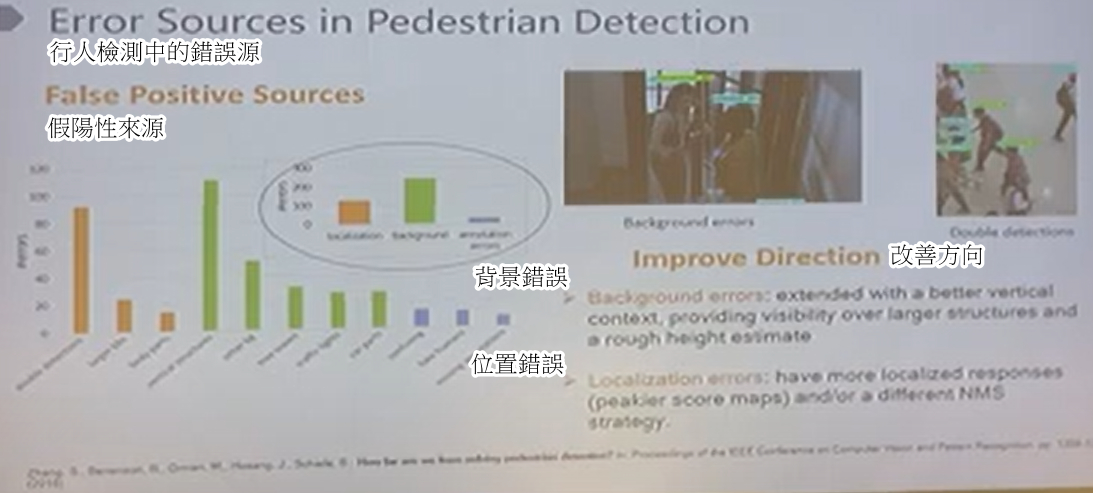 Error Sources in Pedestrian Detection
行人檢測中的錯誤源
False Positive Sources
假陽性來源
120
100
80
60
40
20
0
#errors
300
200
100
0
localization
background
annotation
errors
double detections
larger bbs
body parts
vertical structures
other bg
tree leaves
traffic lights
car parts
confusing
fake humans
Background errors
Double detections
Improve Direction 改善方向
背景錯誤
Background errors: extended with a better vertical
context, providing visibility over larger structures and
a rough height estimate
位置錯誤
Localization errors: have more localized responses
(peakier score maps) and/or a different NMS
strategy.
Zhang, S., Benenson, R., Omran, M., Hosang, J., Schiele, B.: How far are we from solving pedestrian detection? In: Proceedings of the IEEE Conference on Computer Vision and Pattern Recognition, pp.
(2016)